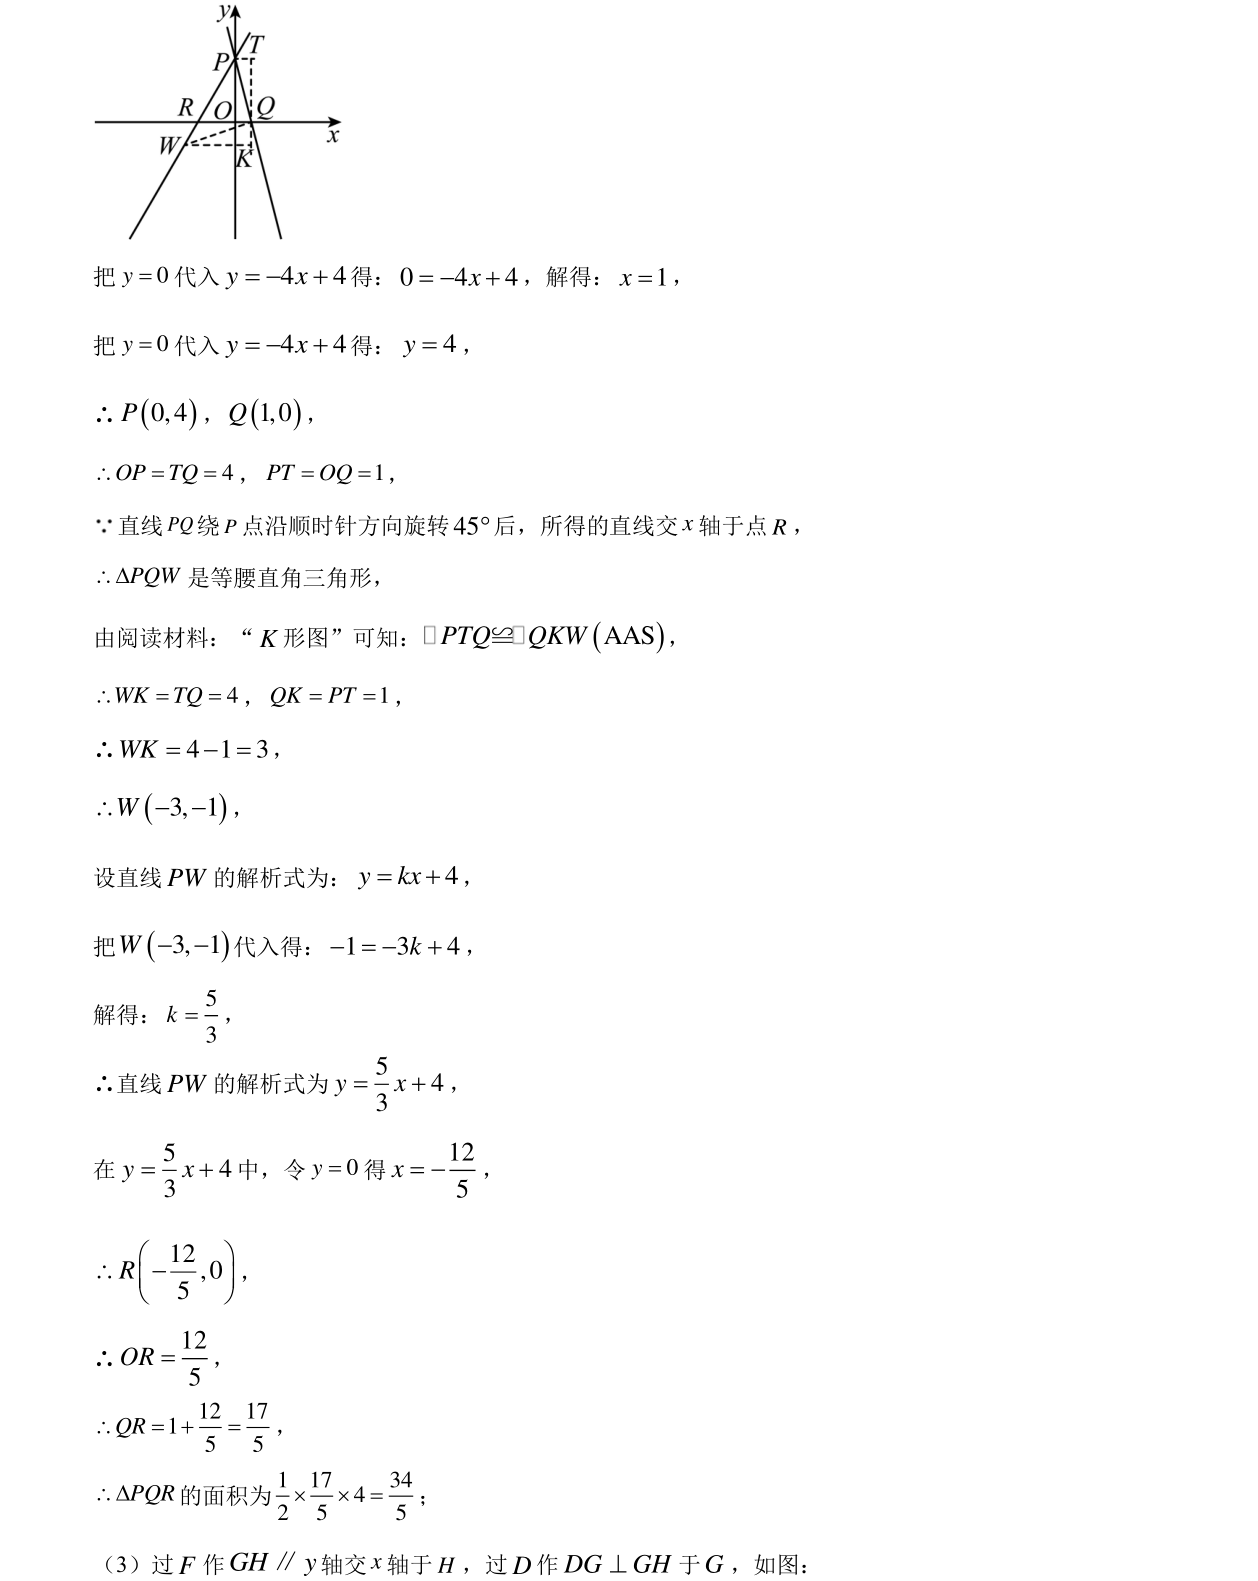 y
T
P
R O Q
x
W
K
把 y = 0 代入 y = −4x + 4 得：0 = −4x + 4，解得：x = 1，
把 y = 0 代入 y = −4x + 4 得：y = 4，
∴ P(0, 4)，Q(1,0)，
∴OP = TQ = 4，PT = OQ = 1，
∵直线 PQ 绕 P 点沿顺时针方向旋转 45° 后，所得的直线交 x 轴于点 R，
∴ΔPQW 是等腰直角三角形，
由阅读材料：“K 形图”可知：□PTQ≌□QKW (AAS)，
∴WK = TQ = 4，QK = PT = 1，
∴WK = 4 − 1 = 3，
∴W(−3,−1)，
设直线 PW 的解析式为：y = kx + 4，
把 W(−3,−1) 代入得：−1 = −3k + 4，
解得：k = 5/3，
∴直线 PW 的解析式为 y = 5/3 x + 4，
在 y = 5/3 x + 4 中，令 y = 0 得 x = −12/5，
∴R(−12/5, 0)，
∴OR = 12/5，
∴QR = 1 + 12/5 = 17/5，
∴ΔPQR 的面积为 1/2 × 17/5 × 4 = 34/5；
（3）过 F 作 GH // y 轴交 x 轴于 H，过 D 作 DG ⊥ GH 于 G，如图：